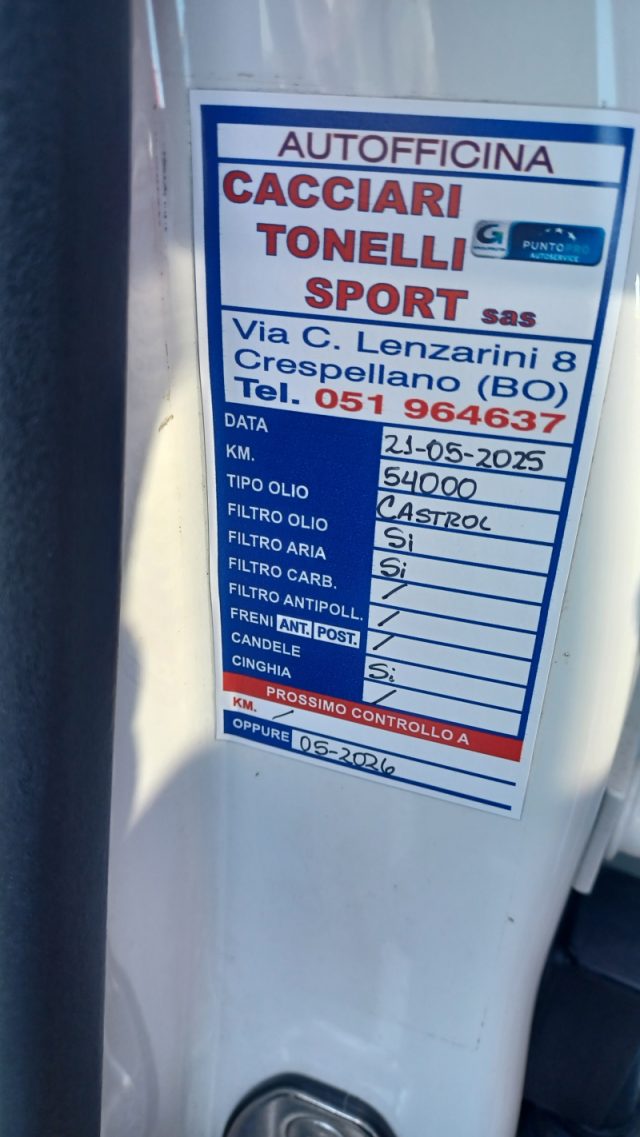 AUTOFFICINA
CACCIARI
TONELLI
SPORT sas
G PUNTOPRO
AUTOSERVICE
Via C. Lenzarini 8
Crespellano (BO)
Tel. 051 964637
DATA 21-05-2025
KM. 54000
TIPO OLIO CASTROL
FILTRO OLIO Si
FILTRO ARIA Si
FILTRO CARB. /
FILTRO ANTIPOLL. /
FRENI ANT. POST. /
CANDELE Si
CINGHIA /
PROSSIMO CONTROLLO A
KM. /
OPPURE 05-2026